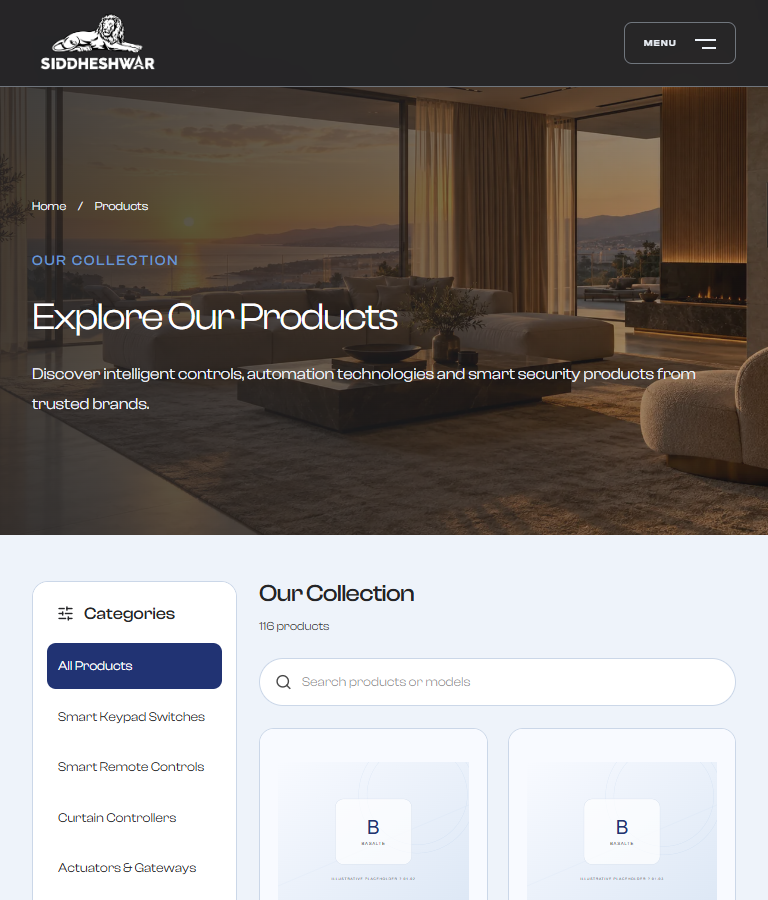 SIDDHESHWAR
MENU
Home / Products
OUR COLLECTION
Explore Our Products
Discover intelligent controls, automation technologies and smart security products from
trusted brands.
Categories
All Products
Smart Keypad Switches
Smart Remote Controls
Curtain Controllers
Actuators & Gateways
Our Collection
116 products
Search products or models
B
BASALTE
B
BASALTE